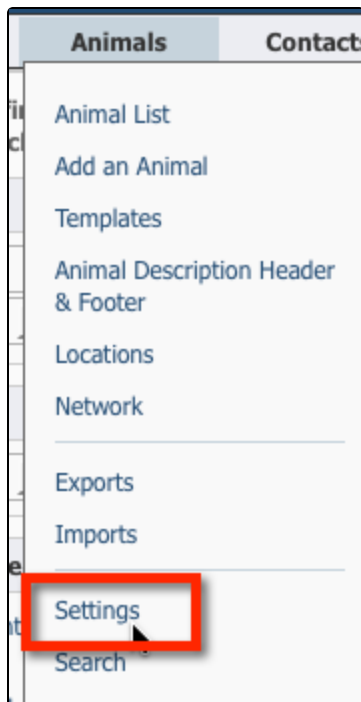 Animals Contacts
Animal List
Add an Animal
Templates
Animal Description Header
& Footer
Locations
Network
Exports
Imports
Settings
Search